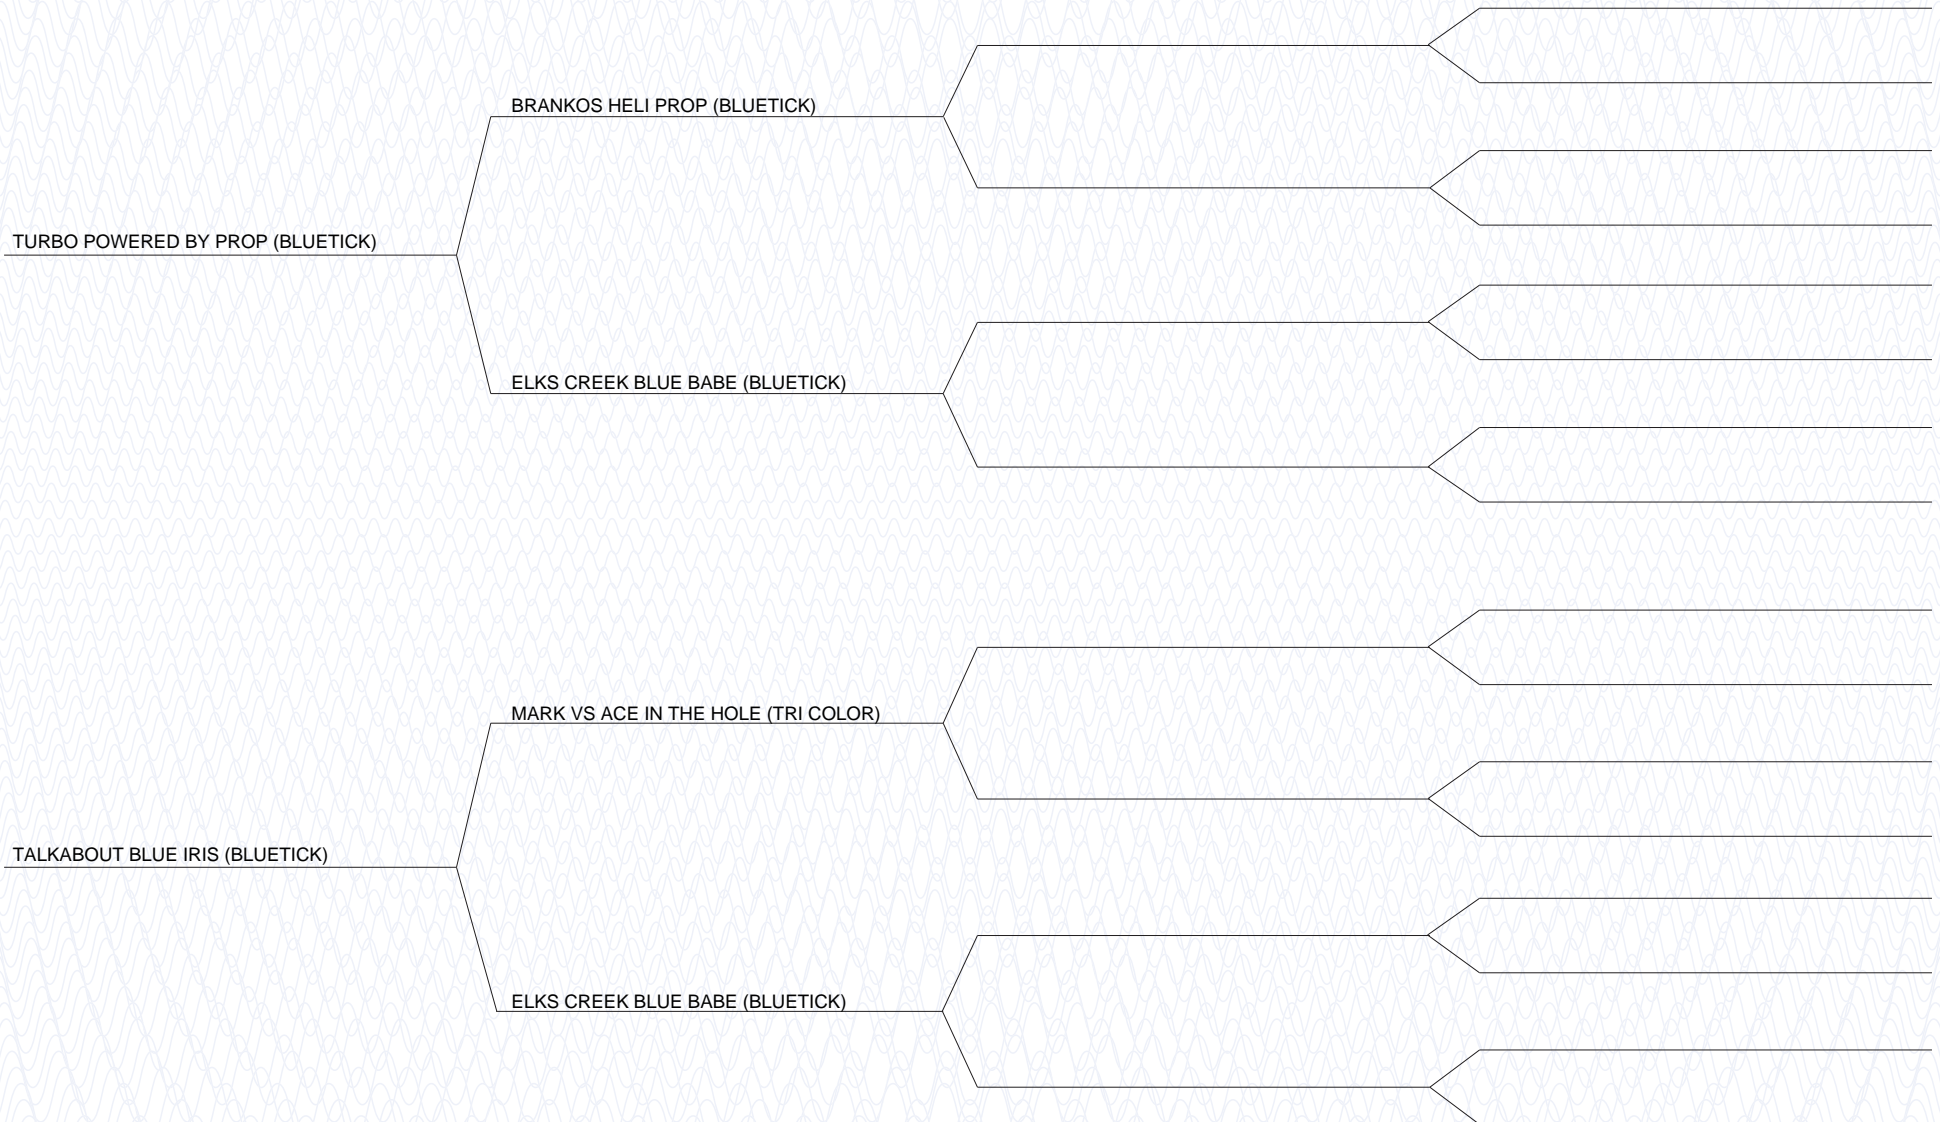 BRANKOS HELI PROP (BLUETICK)
TURBO POWERED BY PROP (BLUETICK)
ELKS CREEK BLUE BABE (BLUETICK)
MARK VS ACE IN THE HOLE (TRI COLOR)
TALKABOUT BLUE IRIS (BLUETICK)
ELKS CREEK BLUE BABE (BLUETICK)